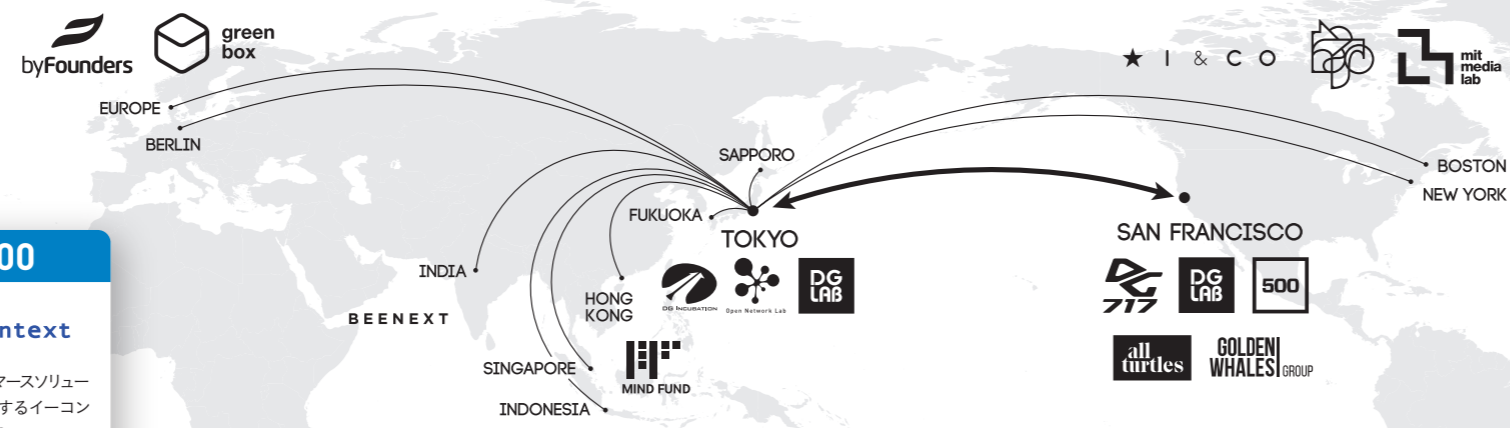 byFounders
green
box
★ I & CO
mit
media
lab
EUROPE
BERLIN
SAPPORO
BOSTON
NEW YORK
FUKUOKA
TOKYO
SAN FRANCISCO
00
INDIA
HONG
KONG
DG INCUBATION
Open Network Lab
DG
LAB
DG
717
DG
LAB
500
BEENEXT
ntext
SINGAPORE
MIND FUND
all
turtles
GOLDEN
WHALES GROUP
マースソリュー
するイーコン
INDONESIA